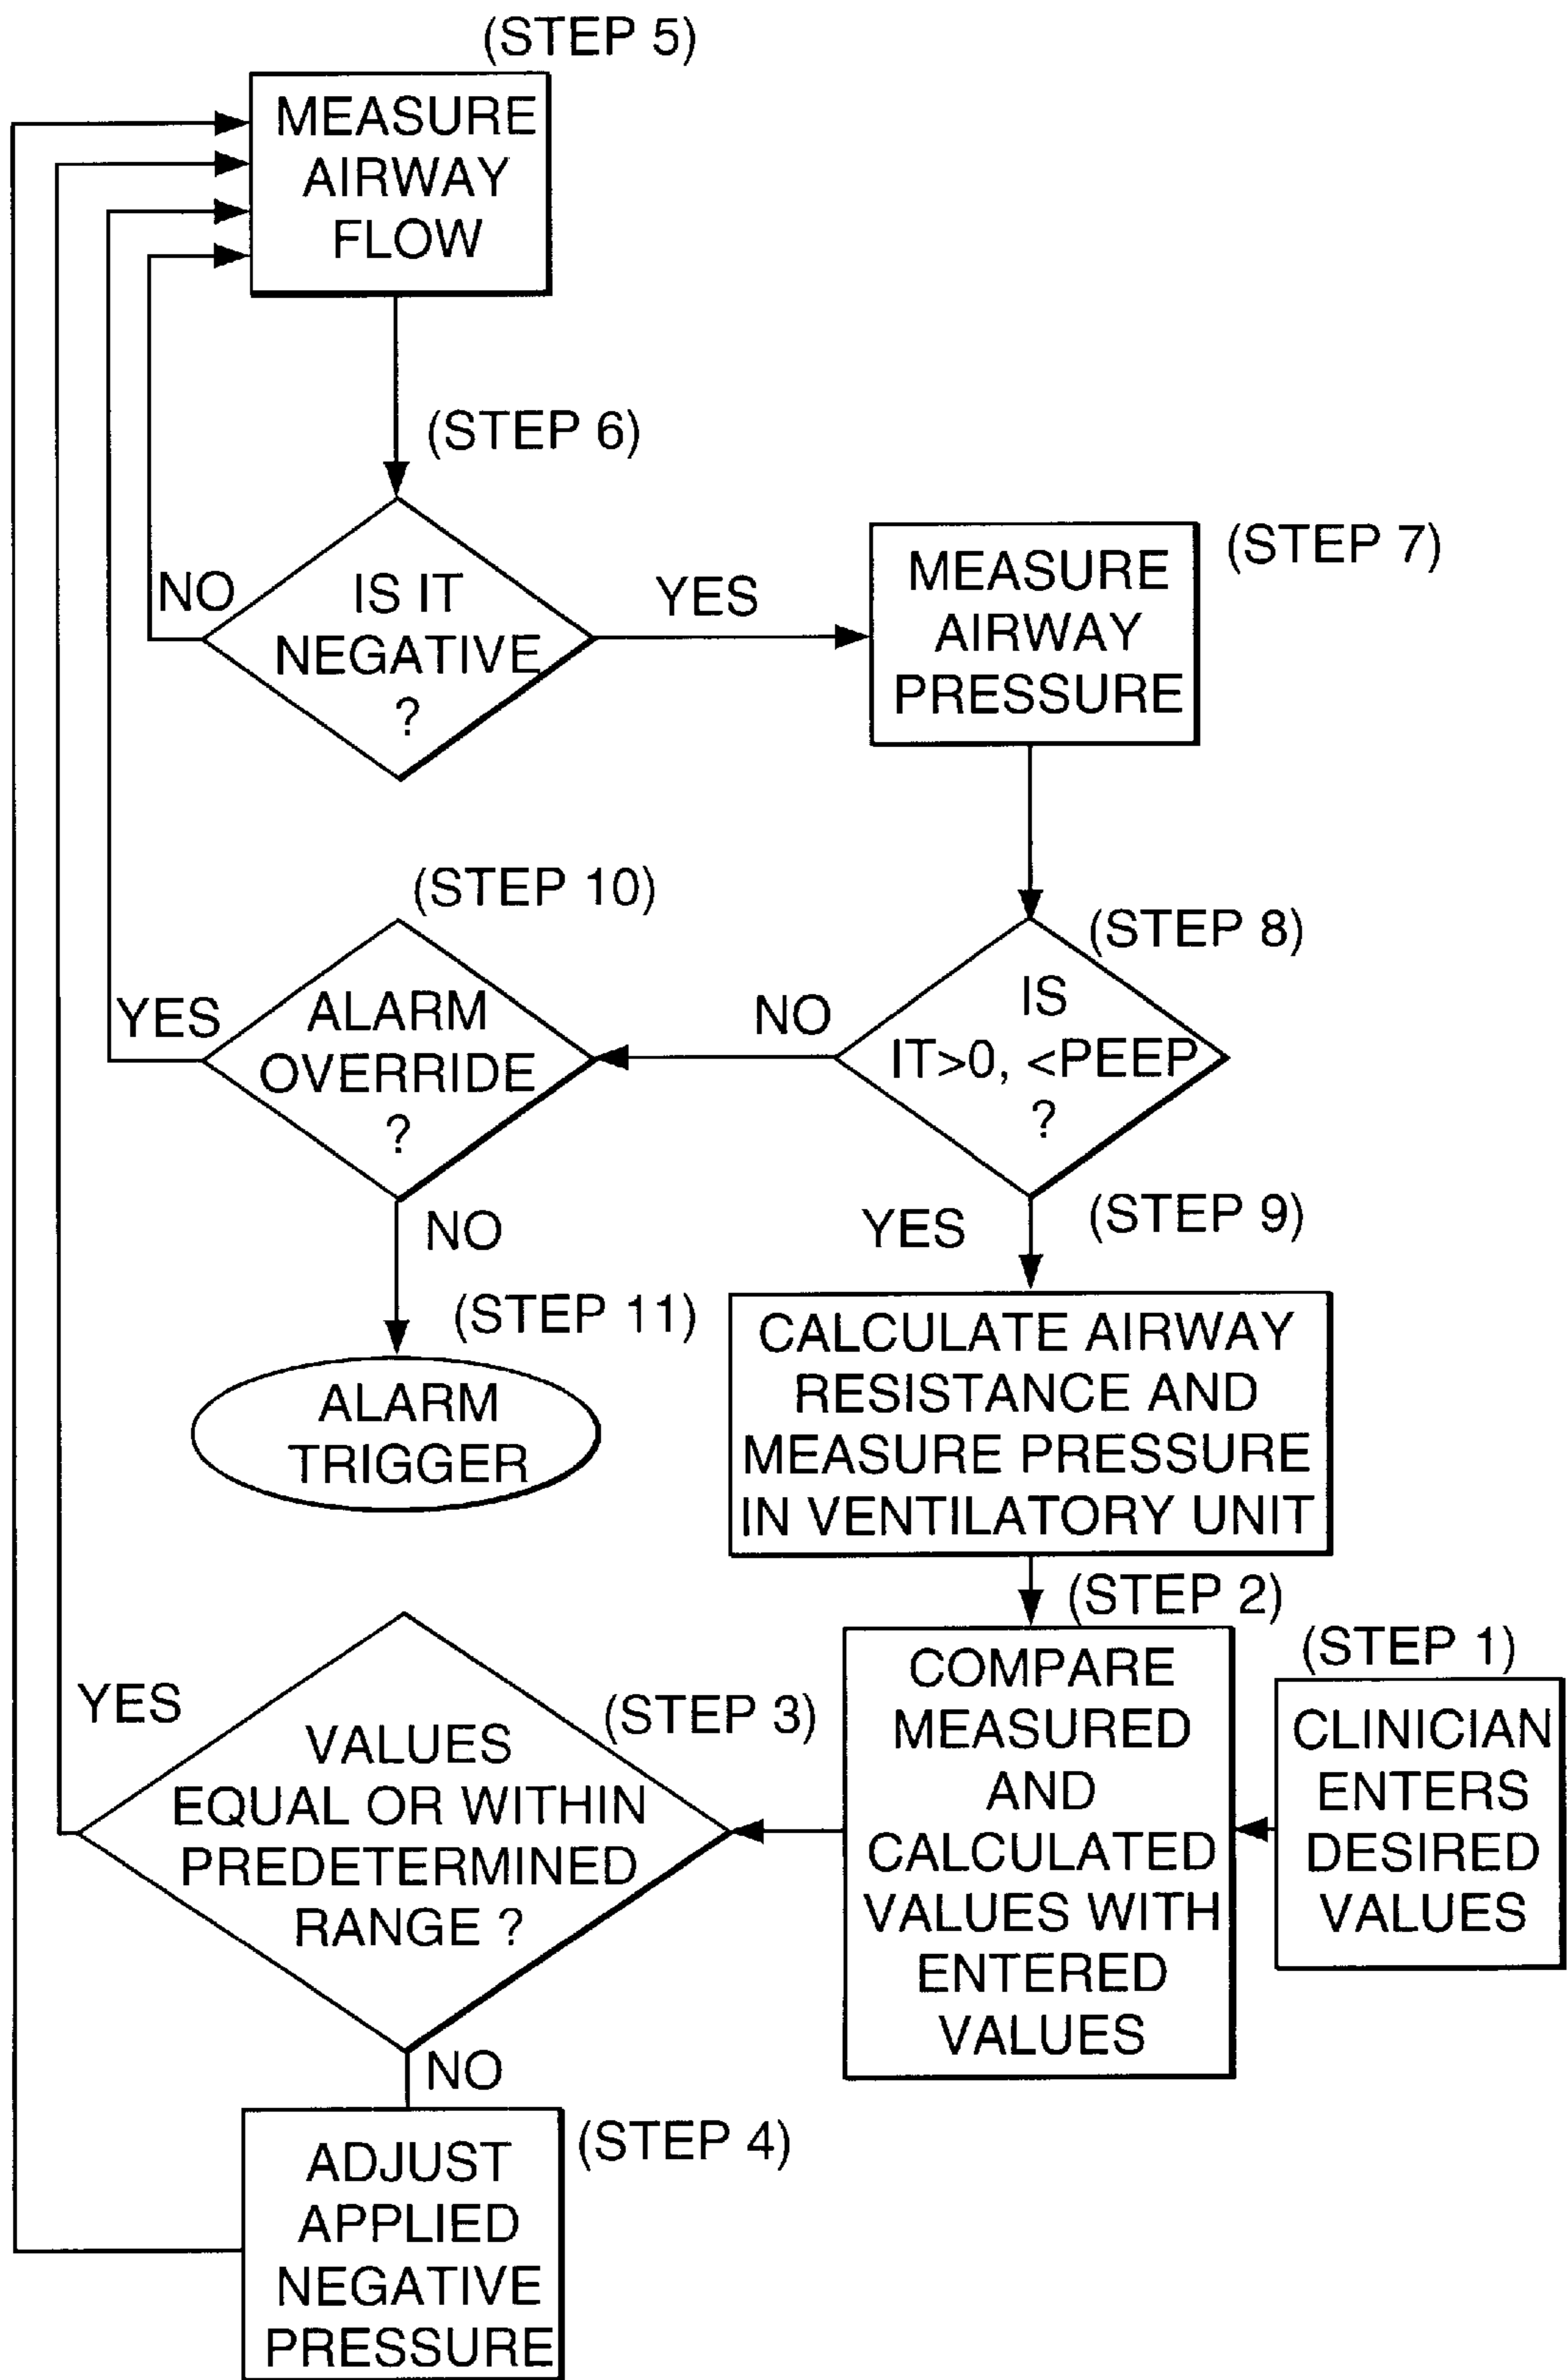 (STEP 5)
MEASURE
AIRWAY
FLOW
(STEP 6)
IS IT
NEGATIVE
?
NO
YES
(STEP 7)
MEASURE
AIRWAY
PRESSURE
(STEP 8)
IS
IT>0, <PEEP
?
NO
YES
(STEP 10)
ALARM
OVERRIDE
?
YES
NO
(STEP 11)
ALARM
TRIGGER
(STEP 9)
CALCULATE AIRWAY
RESISTANCE AND
MEASURE PRESSURE
IN VENTILATORY UNIT
(STEP 2)
COMPARE
MEASURED
AND
CALCULATED
VALUES WITH
ENTERED
VALUES
(STEP 1)
CLINICIAN
ENTERS
DESIRED
VALUES
(STEP 3)
VALUES
EQUAL OR WITHIN
PREDETERMINED
RANGE ?
YES
NO
(STEP 4)
ADJUST
APPLIED
NEGATIVE
PRESSURE